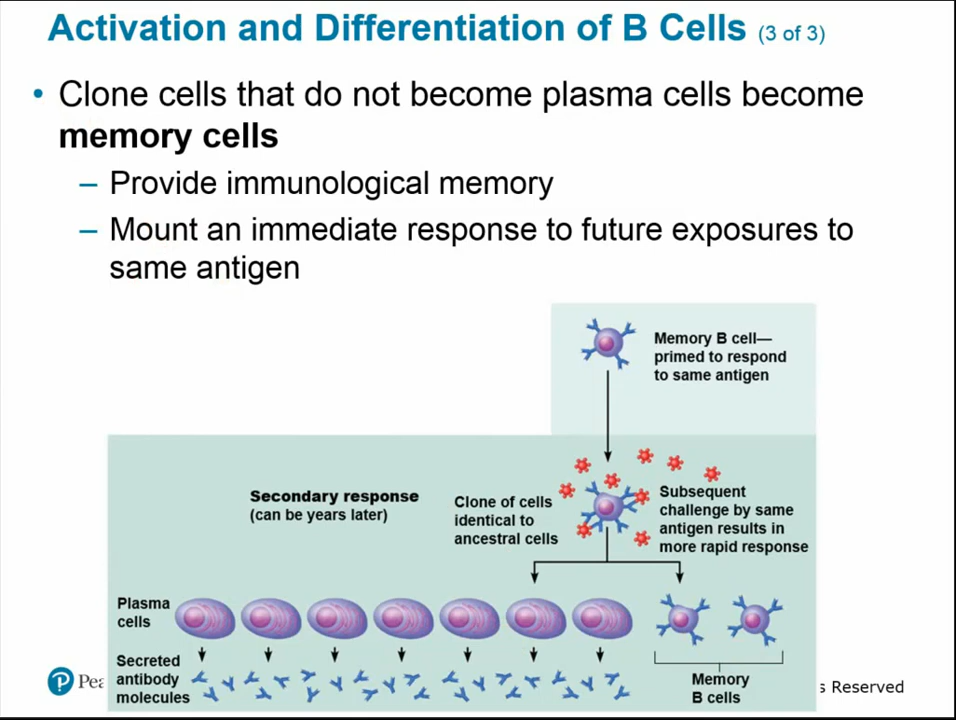 Activation and Differentiation of B Cells (3 of 3)
• Clone cells that do not become plasma cells become
memory cells
– Provide immunological memory
– Mount an immediate response to future exposures to
same antigen
Memory B cell—
primed to respond
to same antigen
Secondary response
(can be years later)
Clone of cells
identical to
ancestral cells
Subsequent
challenge by same
antigen results in
more rapid response
Plasma
cells
Secreted
antibody
molecules
Memory
B cells
P Pea
s Reserved